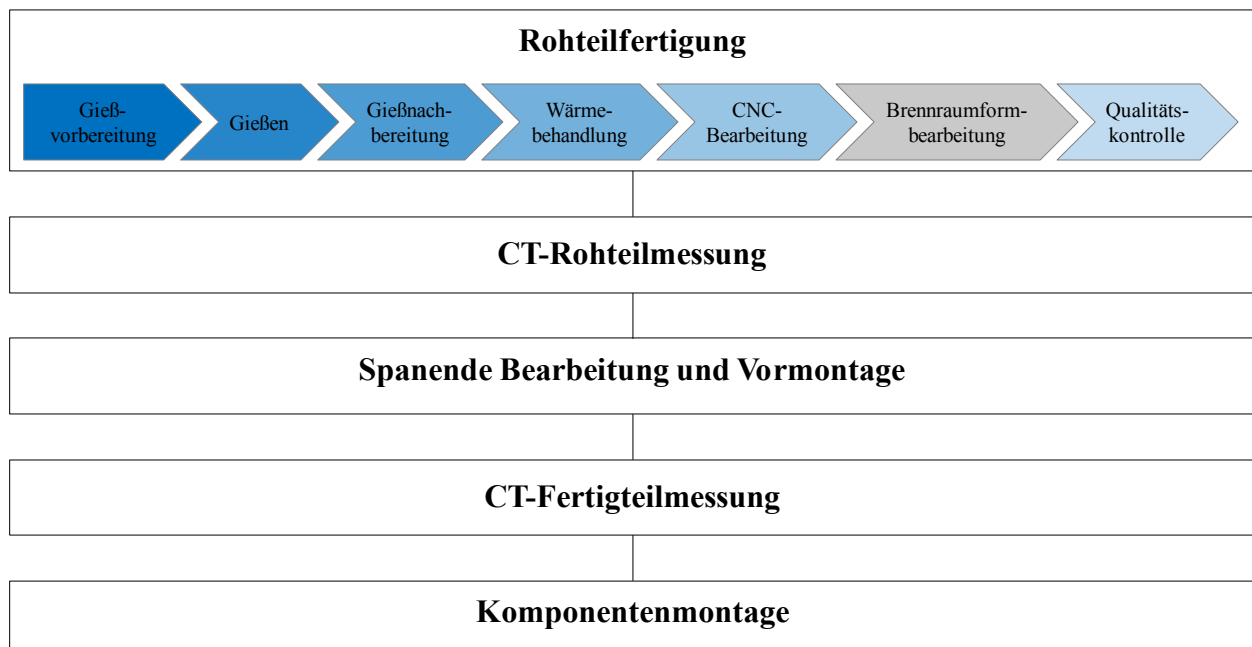 Rohteilfertigung
Gieß-
vorbereitung
Gießen
Gießnach-
bereitung
Wärme-
behandlung
CNC-
Bearbeitung
Brennraumform-
bearbeitung
Qualitäts-
kontrolle
CT-Rohteilmessung
Spanende Bearbeitung und Vormontage
CT-Fertigteilmessung
Komponentenmontage